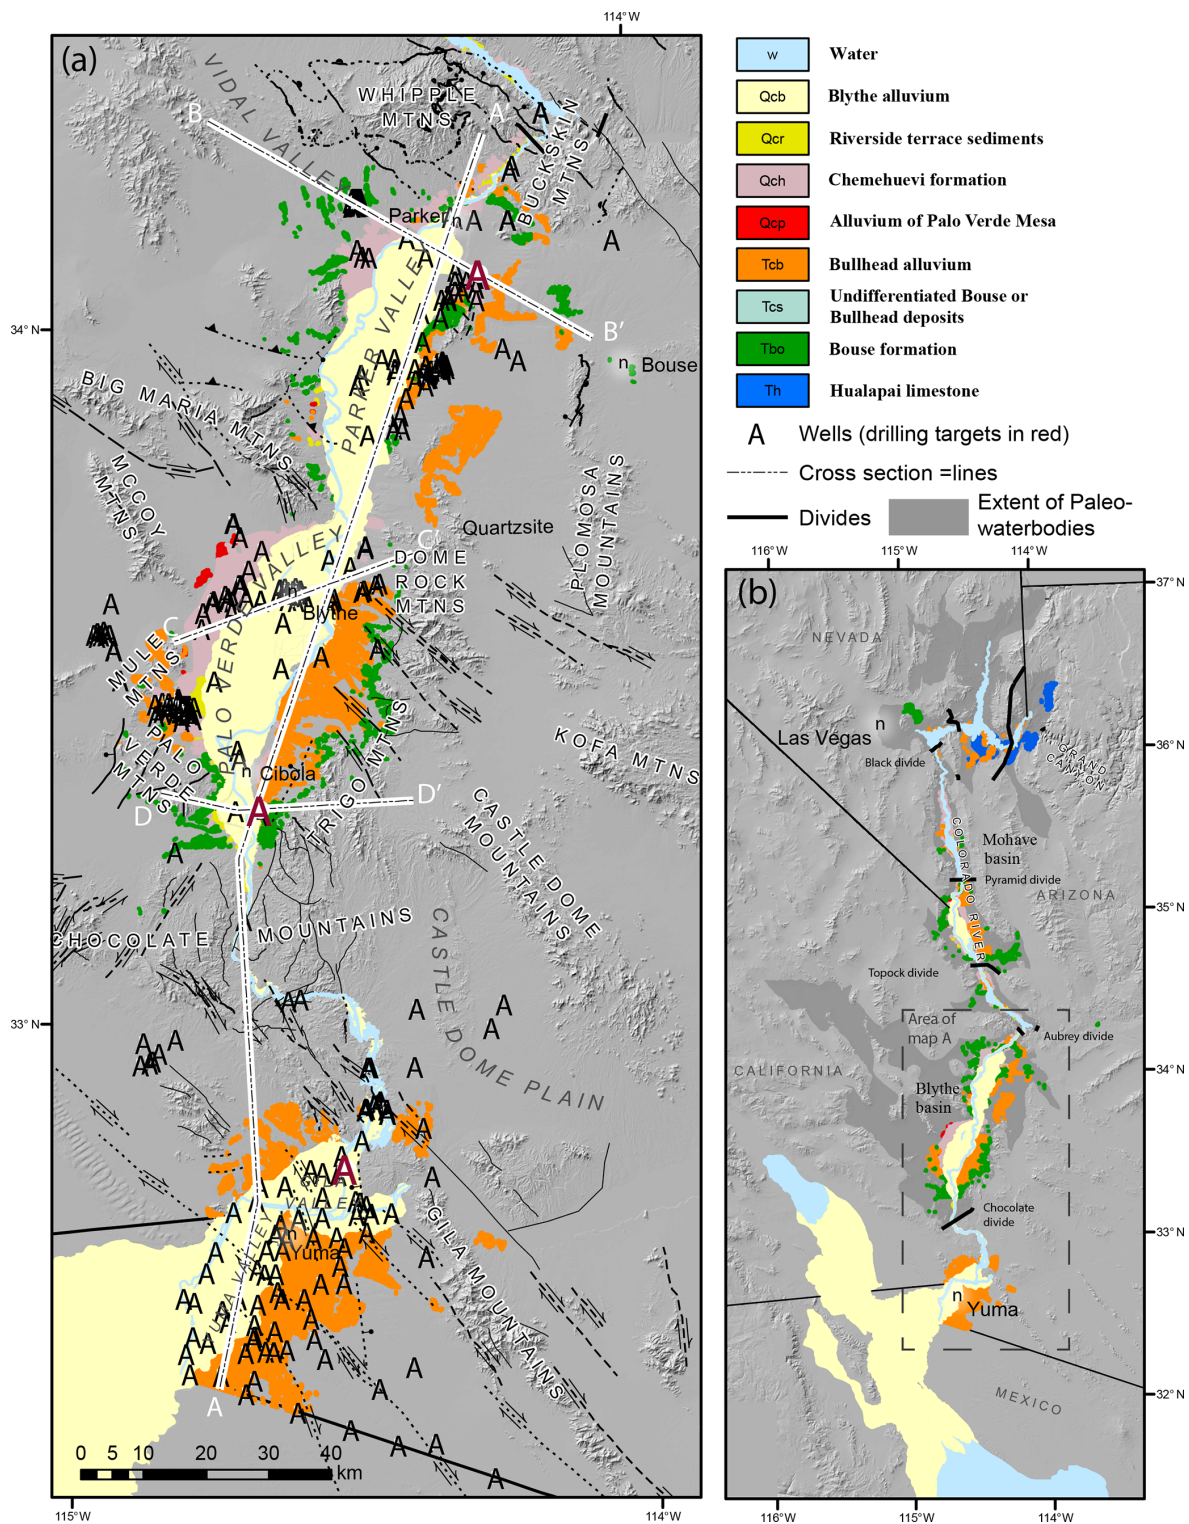 114° W
(a)
VIDAL VALLEY
WHIPPLE
MTNS
BUCKSKIN
MTNS
B
A'
Parker
n
B'
34° N
PARKER VALLEY
n
Bouse
BIG MARIA MTNS
MCCOY
MTNS
PLOMOSA
MOUNTAINS
Quartzsite
C'
DOME
ROCK
MTNS
PALO VERDE VALLEY
n
Blythe
C
MULE
MTNS
PALO
VERDE
MTNS
n
Cibola
D
D'
TRIGO MTNS
KOFA MTNS
CASTLE DOME
MOUNTAINS
CHOCOLATE MOUNTAINS
CASTLE DOME PLAIN
33° N
GILA
VALLEY
n
Yuma
YUMA VALLEY
GILA MOUNTAINS
A
0 5 10 20 30 40
km
115° W
114° W
w Water
Qcb Blythe alluvium
Qcr Riverside terrace sediments
Qch Chemehuevi formation
Qcp Alluvium of Palo Verde Mesa
Tcb Bullhead alluvium
Tcs Undifferentiated Bouse or
Bullhead deposits
Tbo Bouse formation
Th Hualapai limestone
A Wells (drilling targets in red)
Cross section =lines
Divides
Extent of Paleo-
waterbodies
116° W
115° W
114° W
(b)
37° N
NEVADA
n
Las Vegas
Black divide
GRAND
CANYON
36° N
COLORADO RIVER
Mohave
basin
Pyramid divide
ARIZONA
35° N
Topock divide
Area of
map A
Aubrey divide
CALIFORNIA
34° N
Blythe
basin
Chocolate
divide
33° N
n
Yuma
MEXICO
32° N
116° W
115° W
114° W